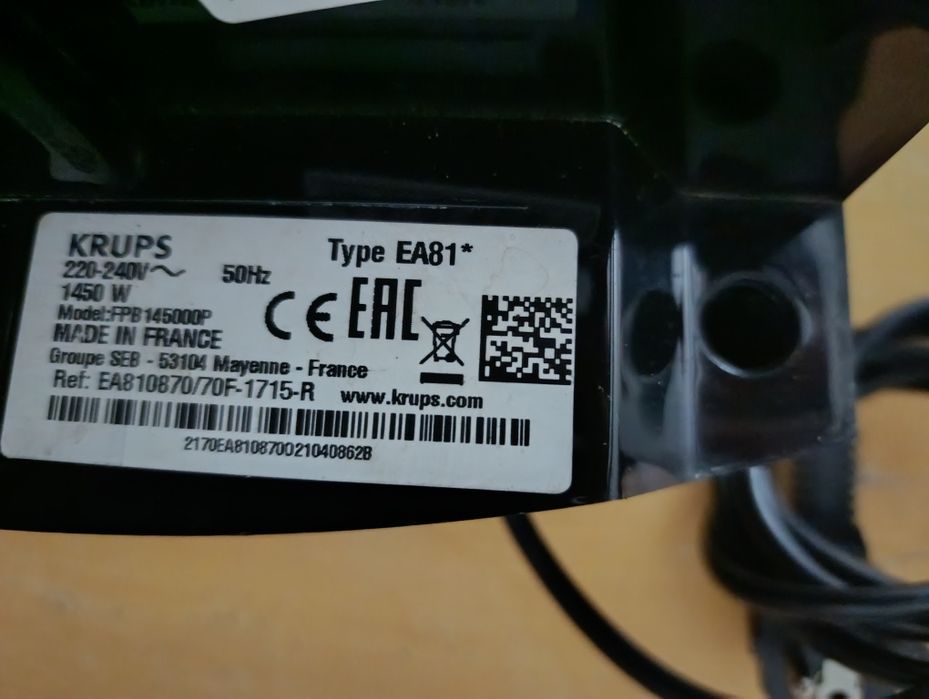 KRUPS
Type EA81*
220-240V~ 50Hz
1450 W
Model:FPB145000P
MADE IN FRANCE
CE EAC
Groupe SEB - 53104 Mayenne - France
Ref: EA810870/70F-1715-R www.krups.com
2170EA810870021040862B